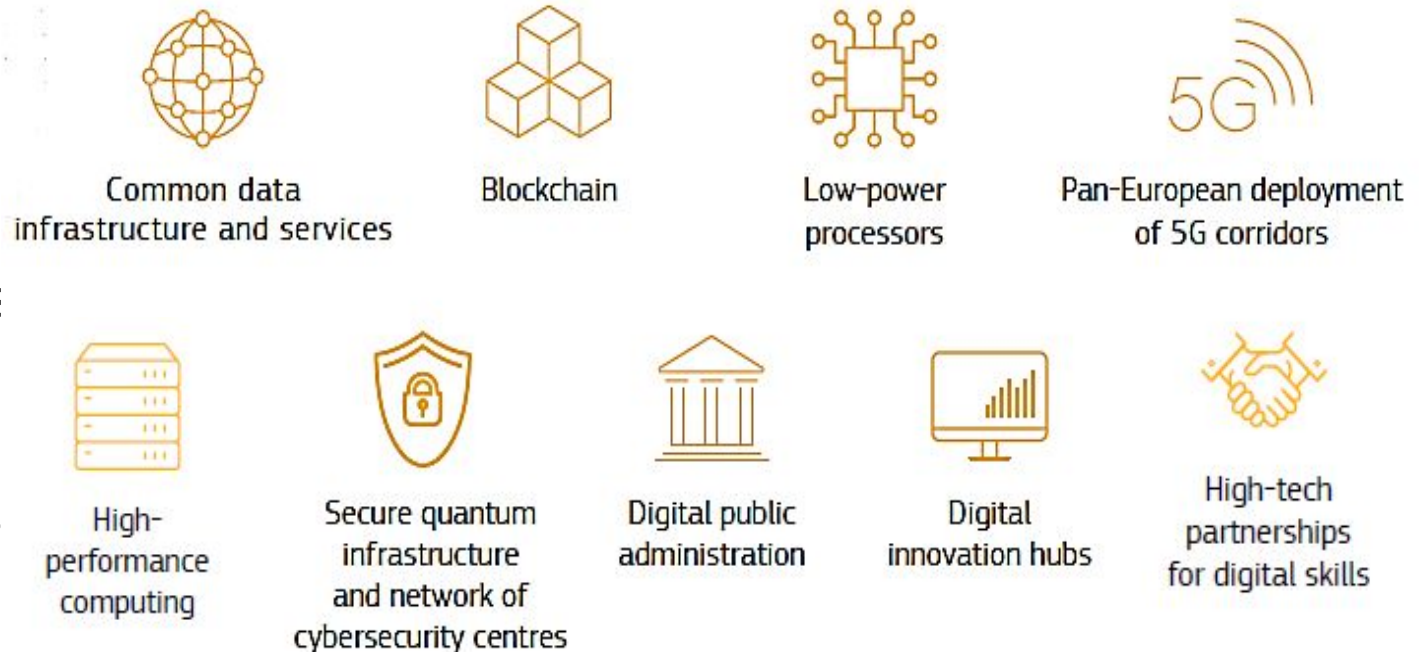 Common data
infrastructure and services
Blockchain
Low-power
processors
5G
Pan-European deployment
of 5G corridors
High-
performance
computing
Secure quantum
infrastructure
and network of
cybersecurity centres
Digital public
administration
Digital
innovation hubs
High-tech
partnerships
for digital skills